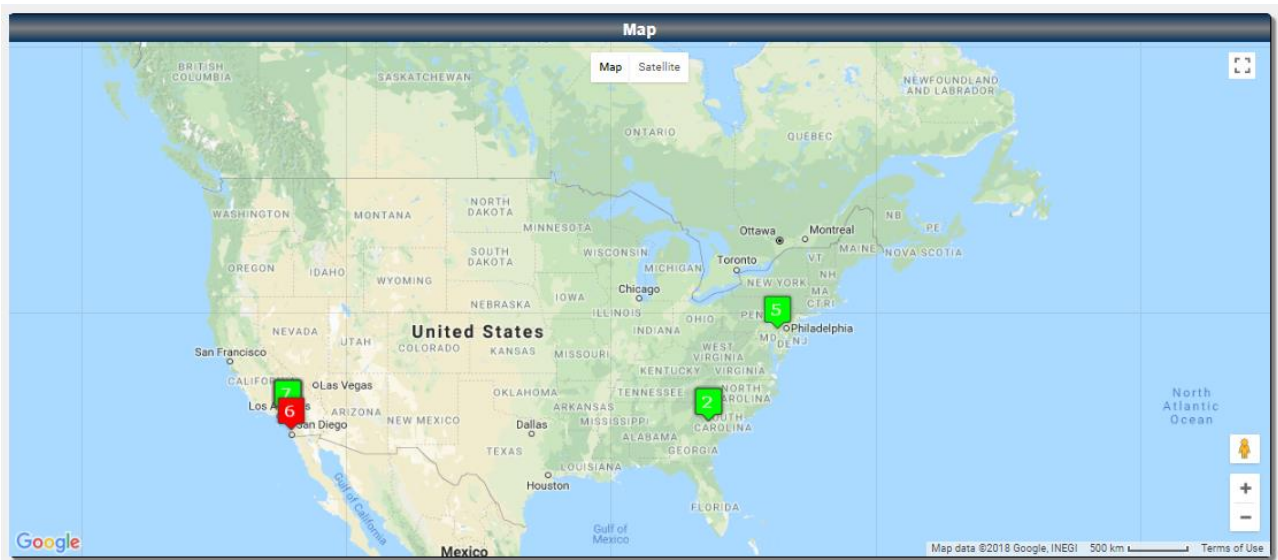 Map
Map Satellite
BRITISH
COLUMBIA
SASKATCHEWAN
NEWFOUNDLAND
AND LABRADOR
ONTARIO
QUEBEC
WASHINGTON
MONTANA
NORTH
DAKOTA
MINNESOTA
Ottawa
Montreal
NB
PE
MAINE
NOVA SCOTIA
OREGON
IDAHO
WYOMING
SOUTH
DAKOTA
WISCONSIN
MICHIGAN
Toronto
VT
NH
NEW YORK
MA
CT RI
NEBRASKA
IOWA
Chicago
ILLINOIS
INDIANA
OHIO
PEN
5
Philadelphia
MD
DE NJ
NEVADA
UTAH
United States
COLORADO
KANSAS
MISSOURI
WEST
VIRGINIA
KENTUCKY
VIRGINIA
San Francisco
CALIFOR
Las Vegas
7
6
Los A s
San Diego
ARIZONA
NEW MEXICO
OKLAHOMA
ARKANSAS
TENNESSEE
NORTH
CAROLINA
2
SOUTH
CAROLINA
Dallas
MISSISSIPPI
ALABAMA
GEORGIA
TEXAS
LOUISIANA
Houston
FLORIDA
North
Atlantic
Ocean
Gulf of California
Gulf of
Mexico
Mexico
+
−
Google
Map data ©2018 Google, INEGI 500 km Terms of Use